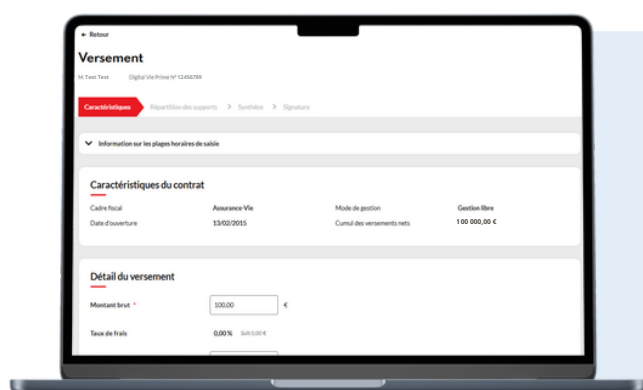 ← Retour
Versement
M. Test Test Digital Vie Prime N° 123456789
Caractéristiques Répartition des supports > Synthèse > Signature
Information sur les plages horaires de saisie
Caractéristiques du contrat
Cadre fiscal Assurance Vie Mode de gestion Gestion libre
Date d'ouverture 13/02/2015 Cumul des versements nets 100 000,00 €
Détail du versement
Montant brut * 100,00 €
Taux de frais 0,00 % Soit 0,00 €